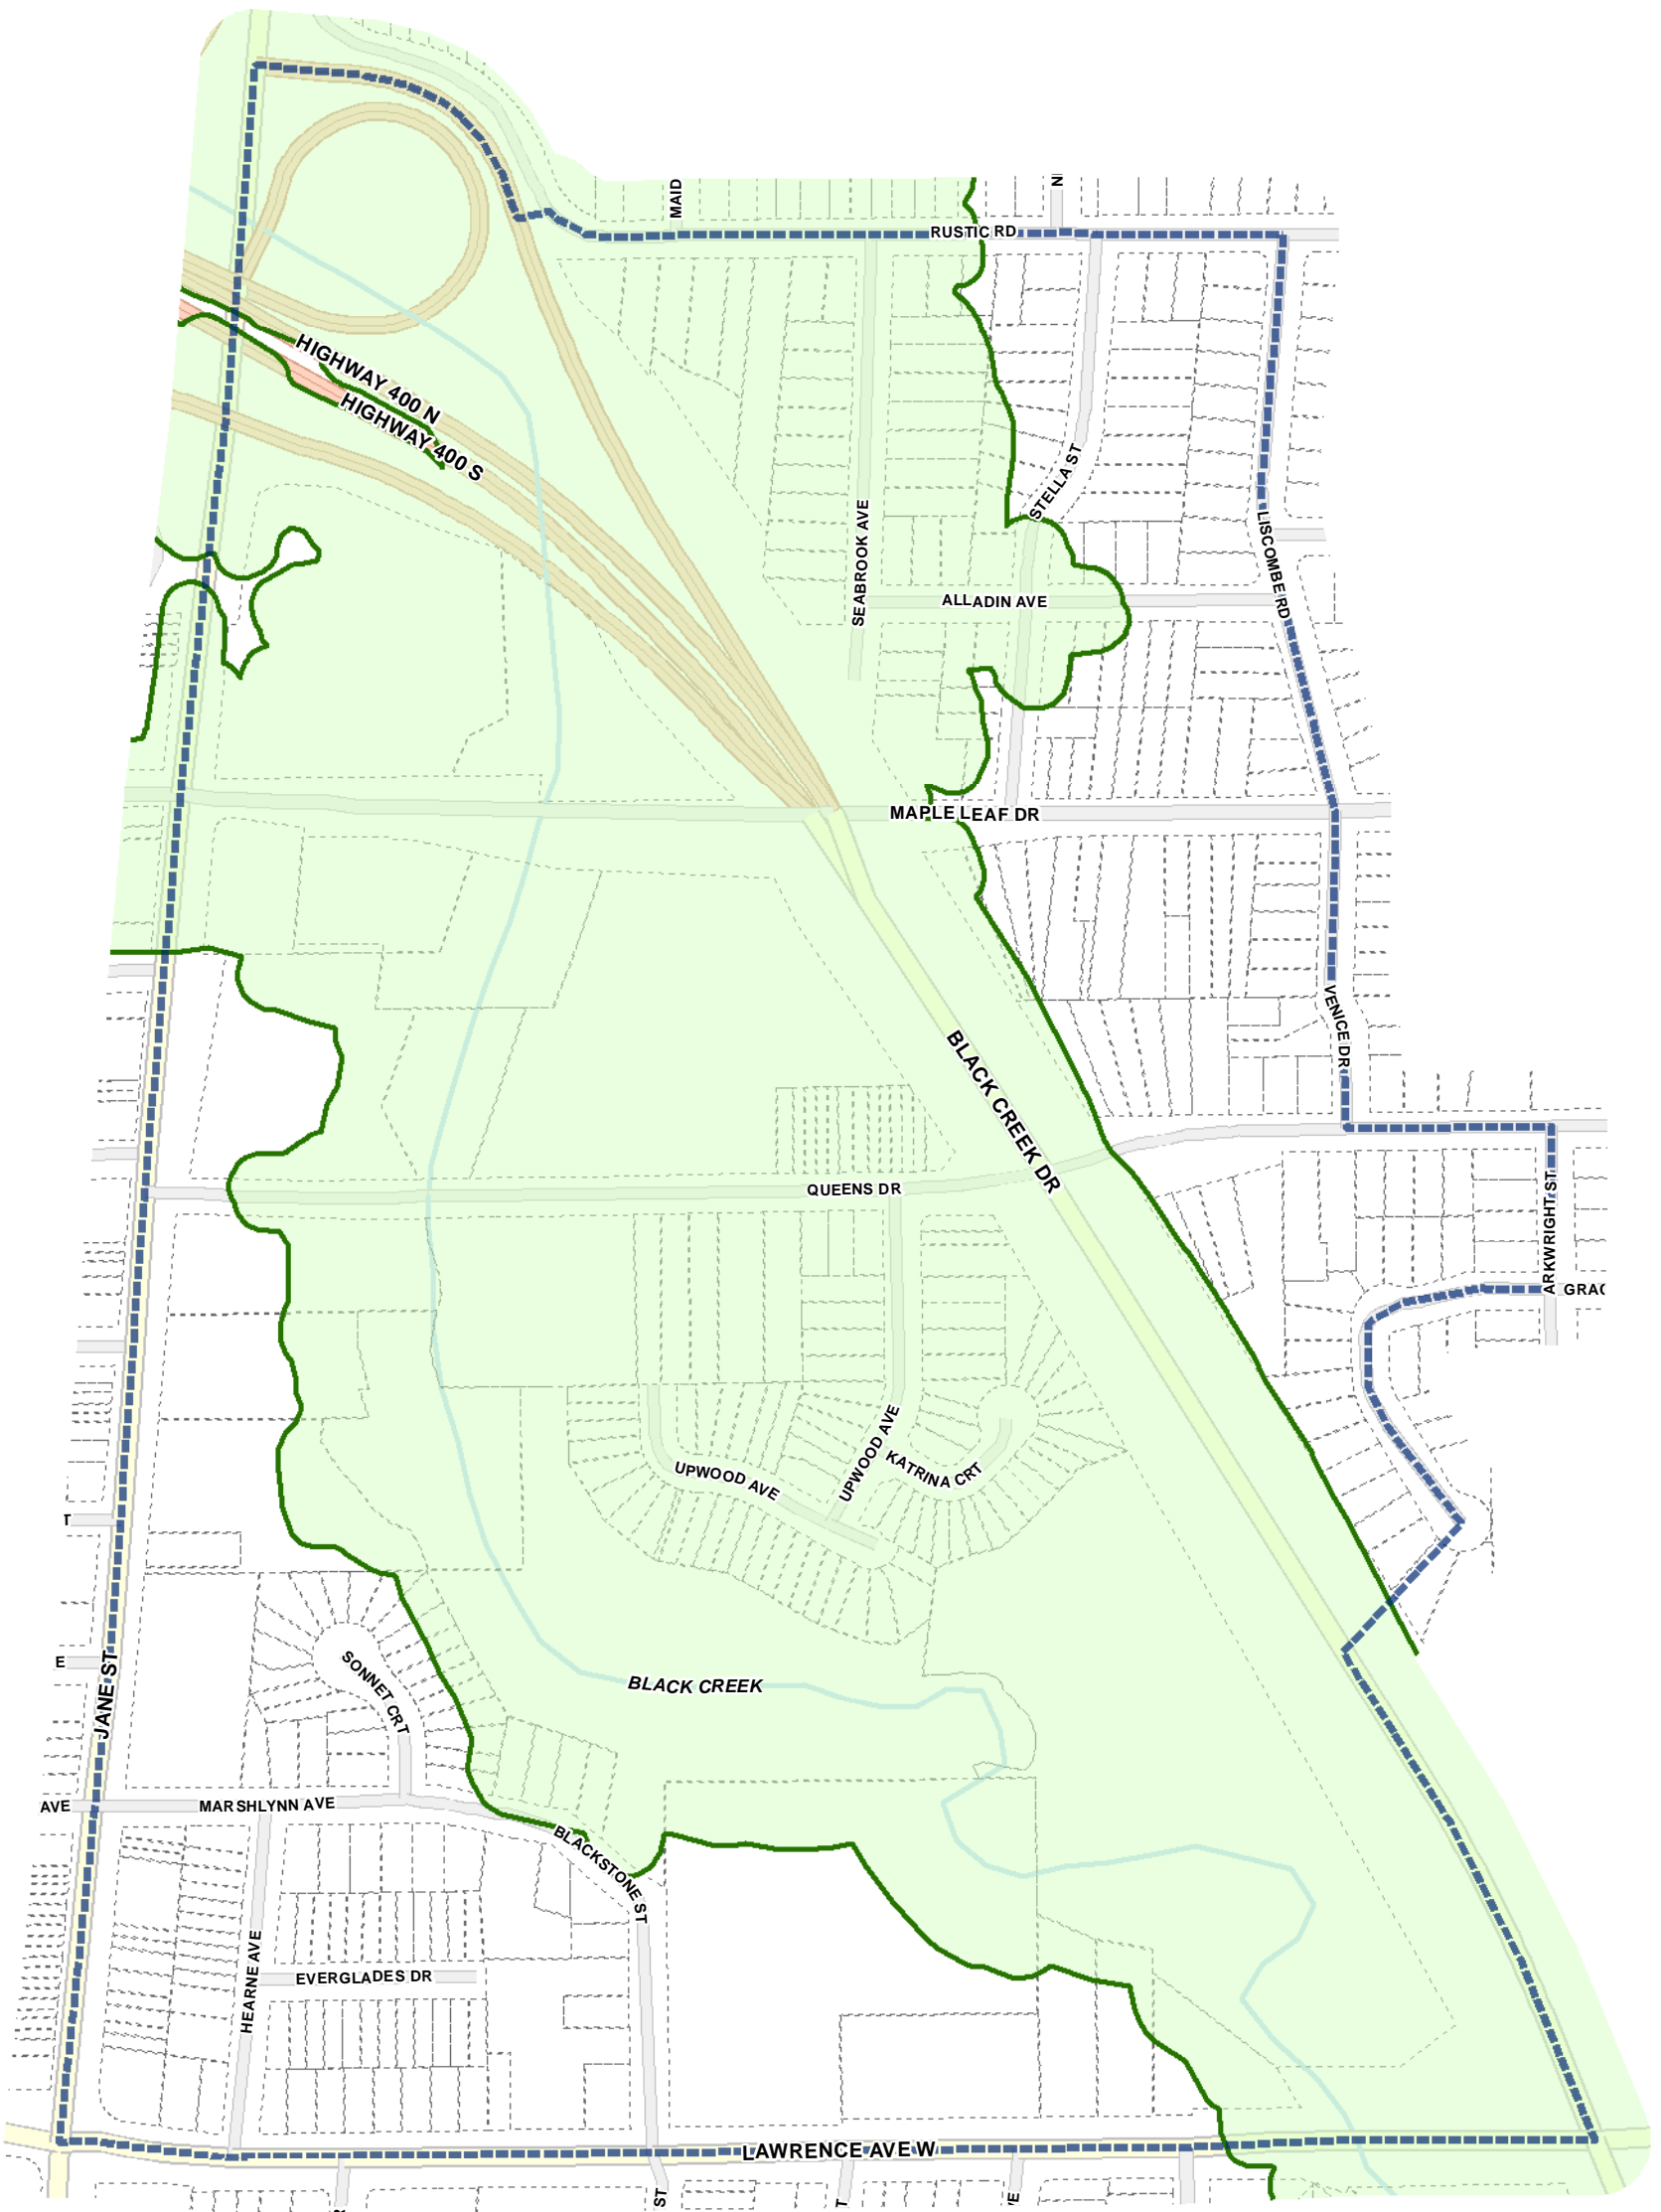 MAID
N
RUSTIC RD
HIGHWAY 400 N
HIGHWAY 400 S
STELLA ST
SEABROOK AVE
LISCOMBE RD
ALLADIN AVE
MAPLE LEAF DR
VENICE DR
BLACK CREEK DR
QUEENS DR
ARKWRIGHT ST
GRAC
UPWOOD AVE
UPWOOD AVE
KATRINA CRT
T
E
JANE ST
SONNET CRT
BLACK CREEK
AVE
MARSHLYNN AVE
BLACKSTONE ST
HEARNE AVE
EVERGLADES DR
LAWRENCE AVE W
ST
T
VE